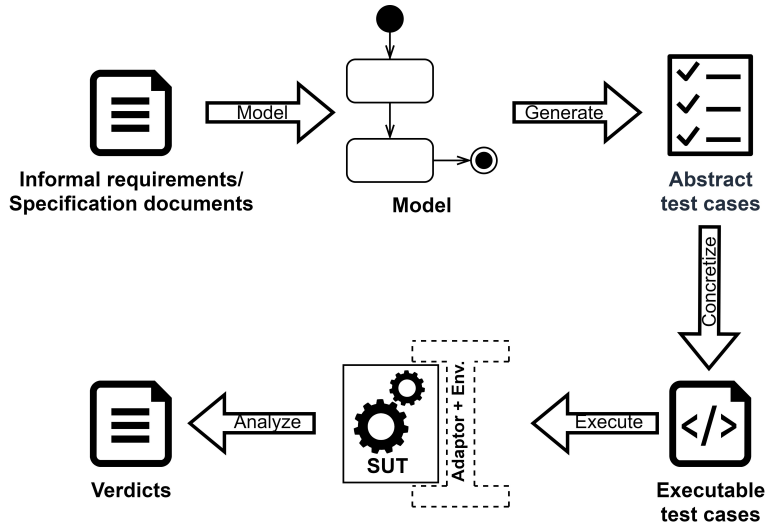 Model
Generate
Informal requirements/
Specification documents
Model
Abstract
test cases
Concretize
Execute
Adaptor + Env.
SUT
Analyze
Executable
test cases
Verdicts
</>